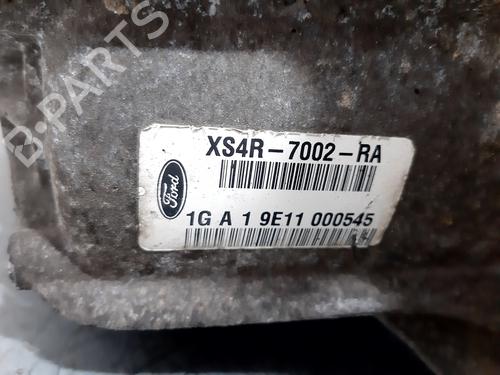 B-PARTS
XS4R-7002-RA
Ford
1G A 1 9E11 000545